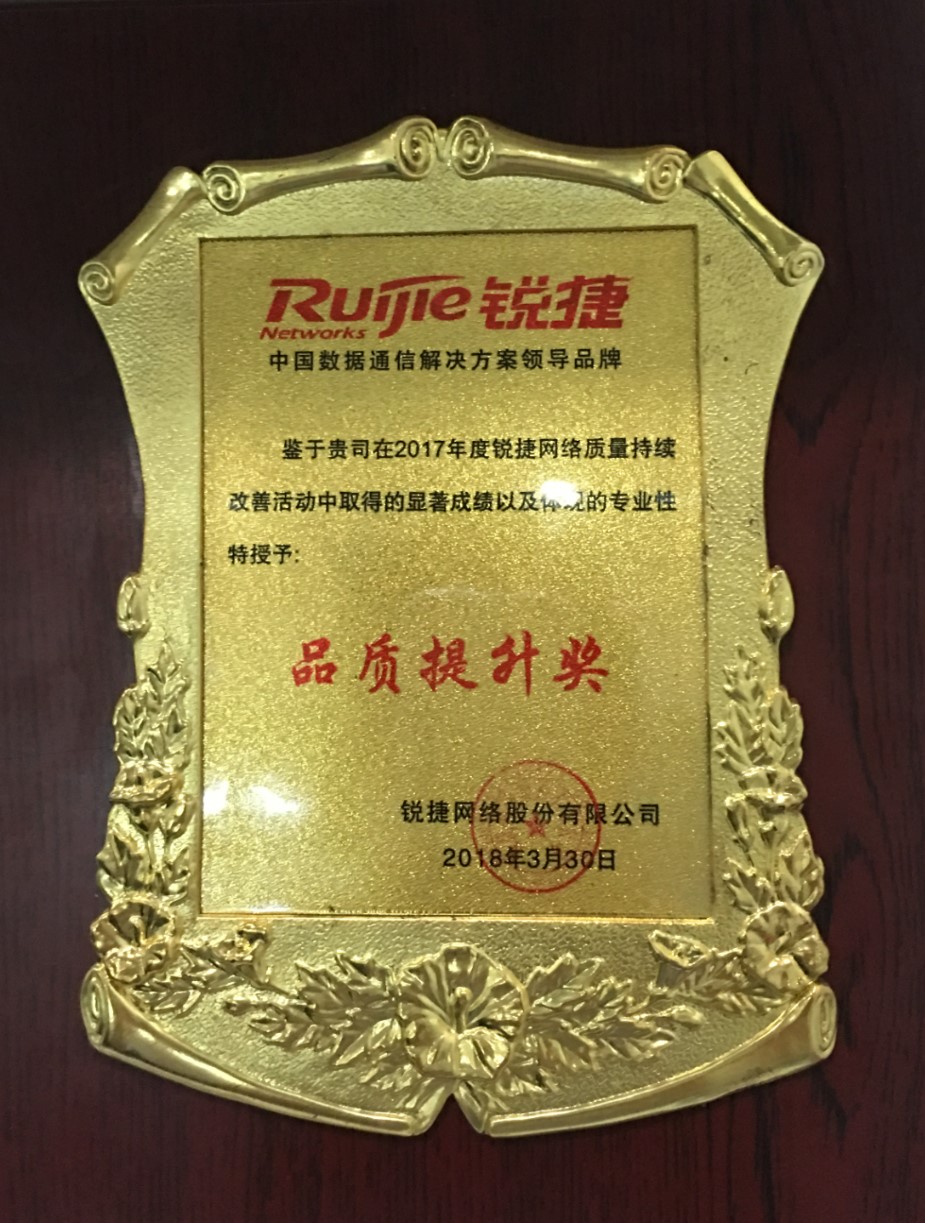 Ruijie 锐捷
Networks
中国数据通信解决方案领导品牌
鉴于贵司在2017年度锐捷网络质量持续
改善活动中取得的显著成绩以及体现的专业性
特授予:
品质提升奖
锐捷网络股份有限公司
2018年3月30日